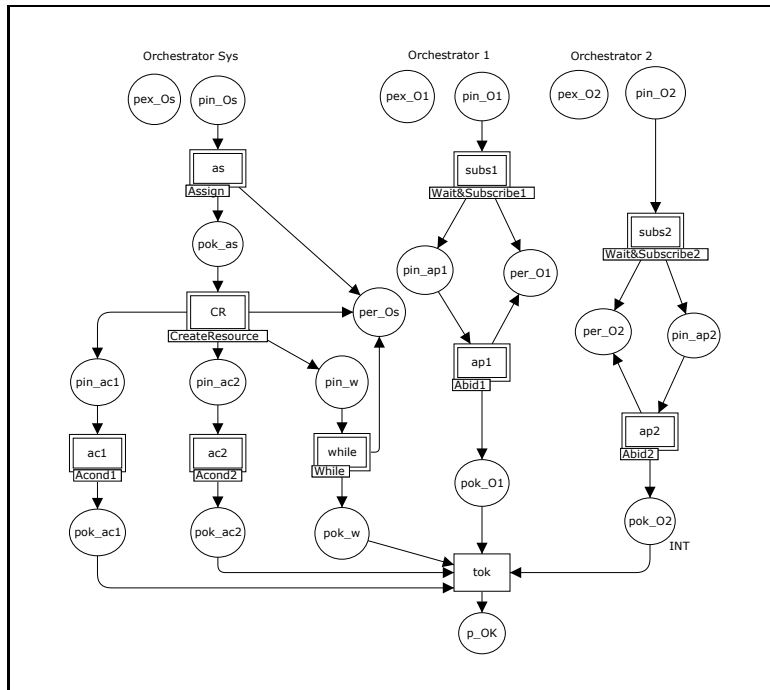 Orchestrator Sys
Orchestrator 1
Orchestrator 2
pex_Os
pin_Os
pex_O1
pin_O1
pex_O2
pin_O2
as
Assign
subs1
Wait&Subscribe1
subs2
Wait&Subscribe2
pok_as
pin_ap1
per_O1
CR
CreateResource
per_Os
per_O2
pin_ap2
ap1
Abid1
pin_ac1
pin_ac2
pin_w
ap2
Abid2
ac1
Acond1
ac2
Acond2
while
While
pok_O1
pok_ac1
pok_ac2
pok_w
pok_O2
INT
tok
p_OK